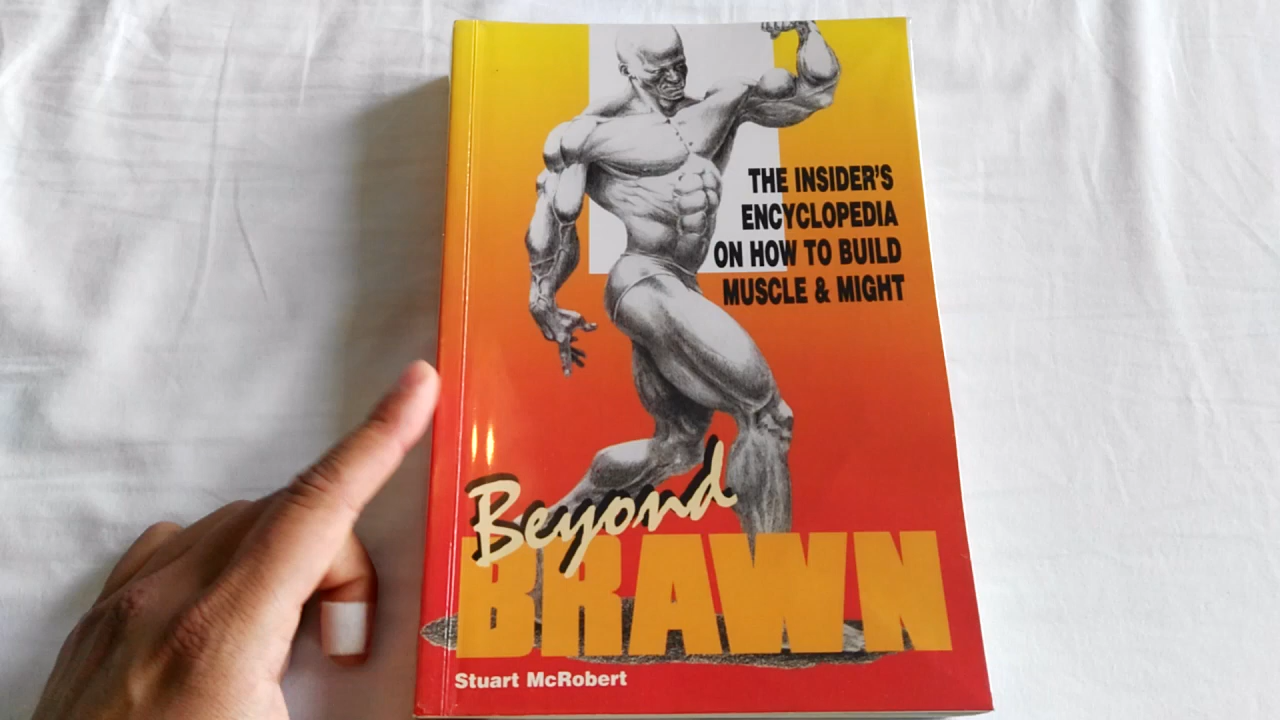 THE INSIDER'S
ENCYCLOPEDIA
ON HOW TO BUILD
MUSCLE & MIGHT
Beyond
BRAWN
Stuart McRobert